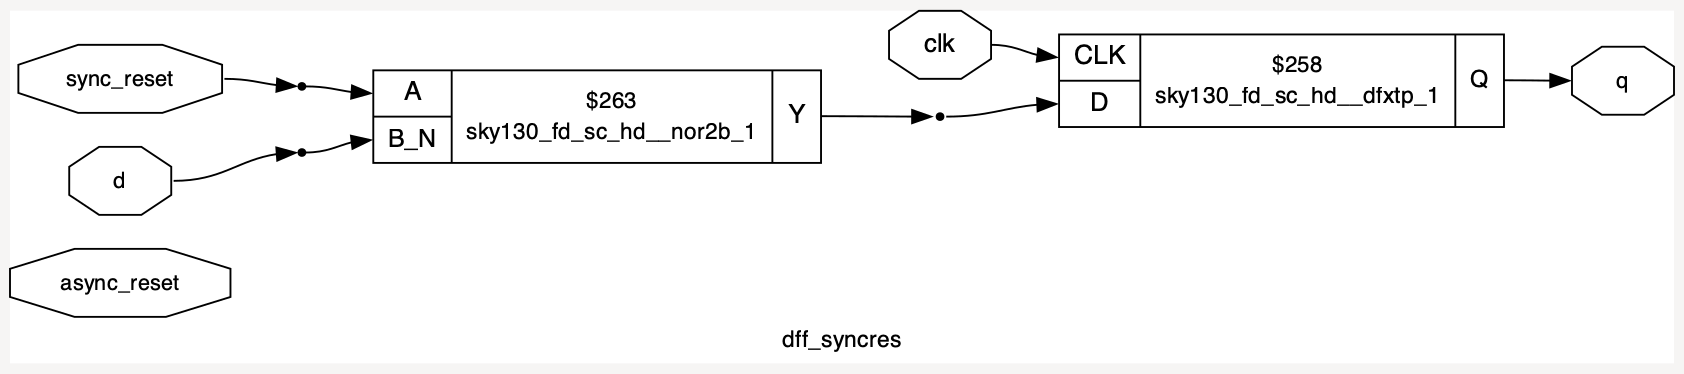 sync_reset
d
async_reset
A
B_N
$263
sky130_fd_sc_hd__nor2b_1
Y
clk
CLK
D
$258
sky130_fd_sc_hd__dfxtp_1
Q
q
dff_syncres